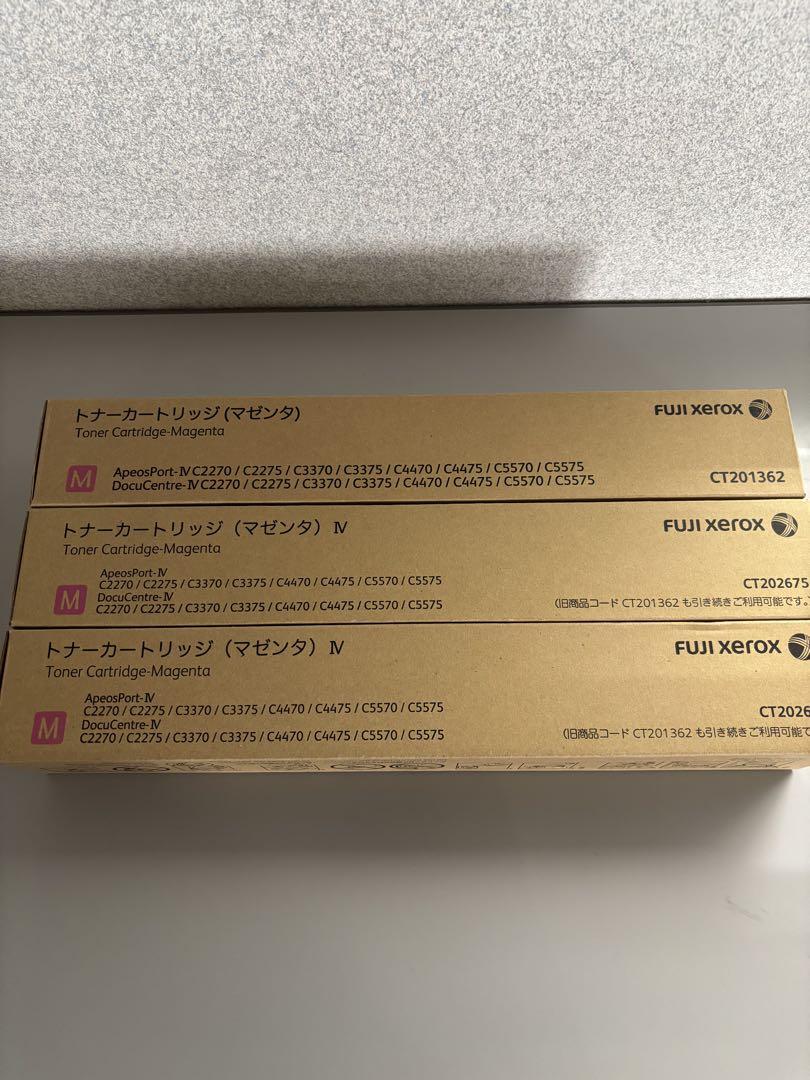 トナーカートリッジ(マゼンタ)
FUJI xerox
Toner Cartridge-Magenta
M
ApeosPort-ⅣC2270 / C2275 / C3370 / C3375 / C4470 / C4475 / C5570 / C5575
DocuCentre-ⅣC2270 / C2275 / C3370 / C3375 / C4470 / C4475 / C5570 / C5575
CT201362
トナーカートリッジ（マゼンタ）Ⅳ
FUJI xerox
Toner Cartridge-Magenta
M
ApeosPort-Ⅳ
C2270 / C2275 / C3370 / C3375 / C4470 / C4475 / C5570 / C5575
DocuCentre-Ⅳ
C2270 / C2275 / C3370 / C3375 / C4470 / C4475 / C5570 / C5575
CT202675
（旧商品コード CT201362 も引き続きご利用可能です。
トナーカートリッジ（マゼンタ）Ⅳ
FUJI xerox
Toner Cartridge-Magenta
M
ApeosPort-Ⅳ
C2270 / C2275 / C3370 / C3375 / C4470 / C4475 / C5570 / C5575
DocuCentre-Ⅳ
C2270 / C2275 / C3370 / C3375 / C4470 / C4475 / C5570 / C5575
CT2026
（旧商品コード CT201362 も引き続きご利用可能で